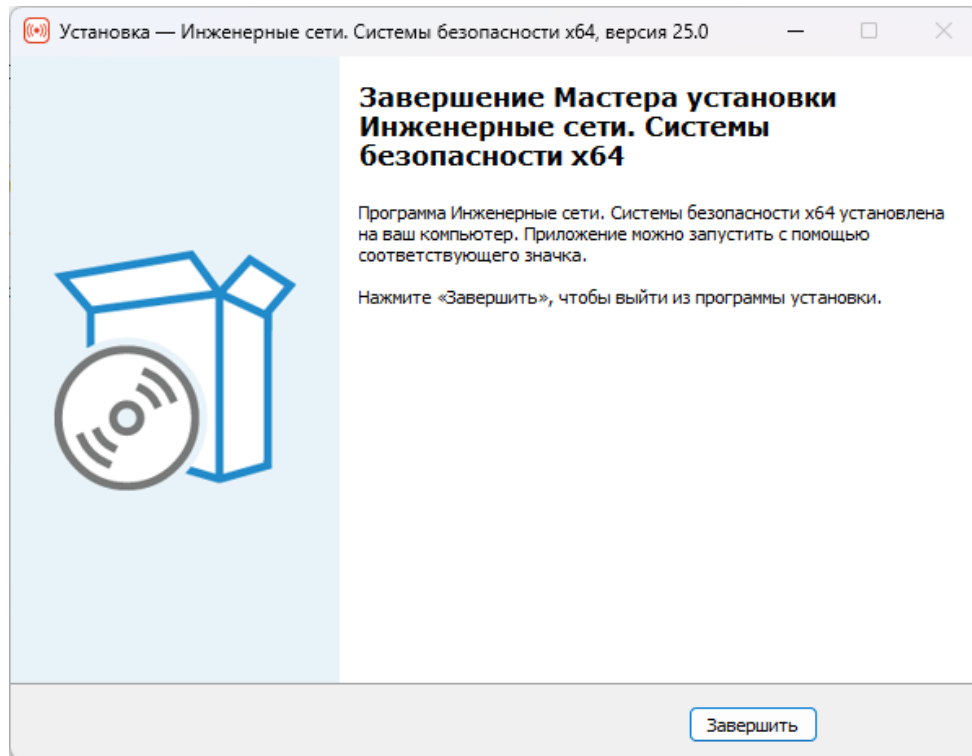 Установка — Инженерные сети. Системы безопасности x64, версия 25.0
Завершение Мастера установки
Инженерные сети. Системы
безопасности x64
Программа Инженерные сети. Системы безопасности x64 установлена
на ваш компьютер. Приложение можно запустить с помощью
соответствующего значка.
Нажмите «Завершить», чтобы выйти из программы установки.
Завершить